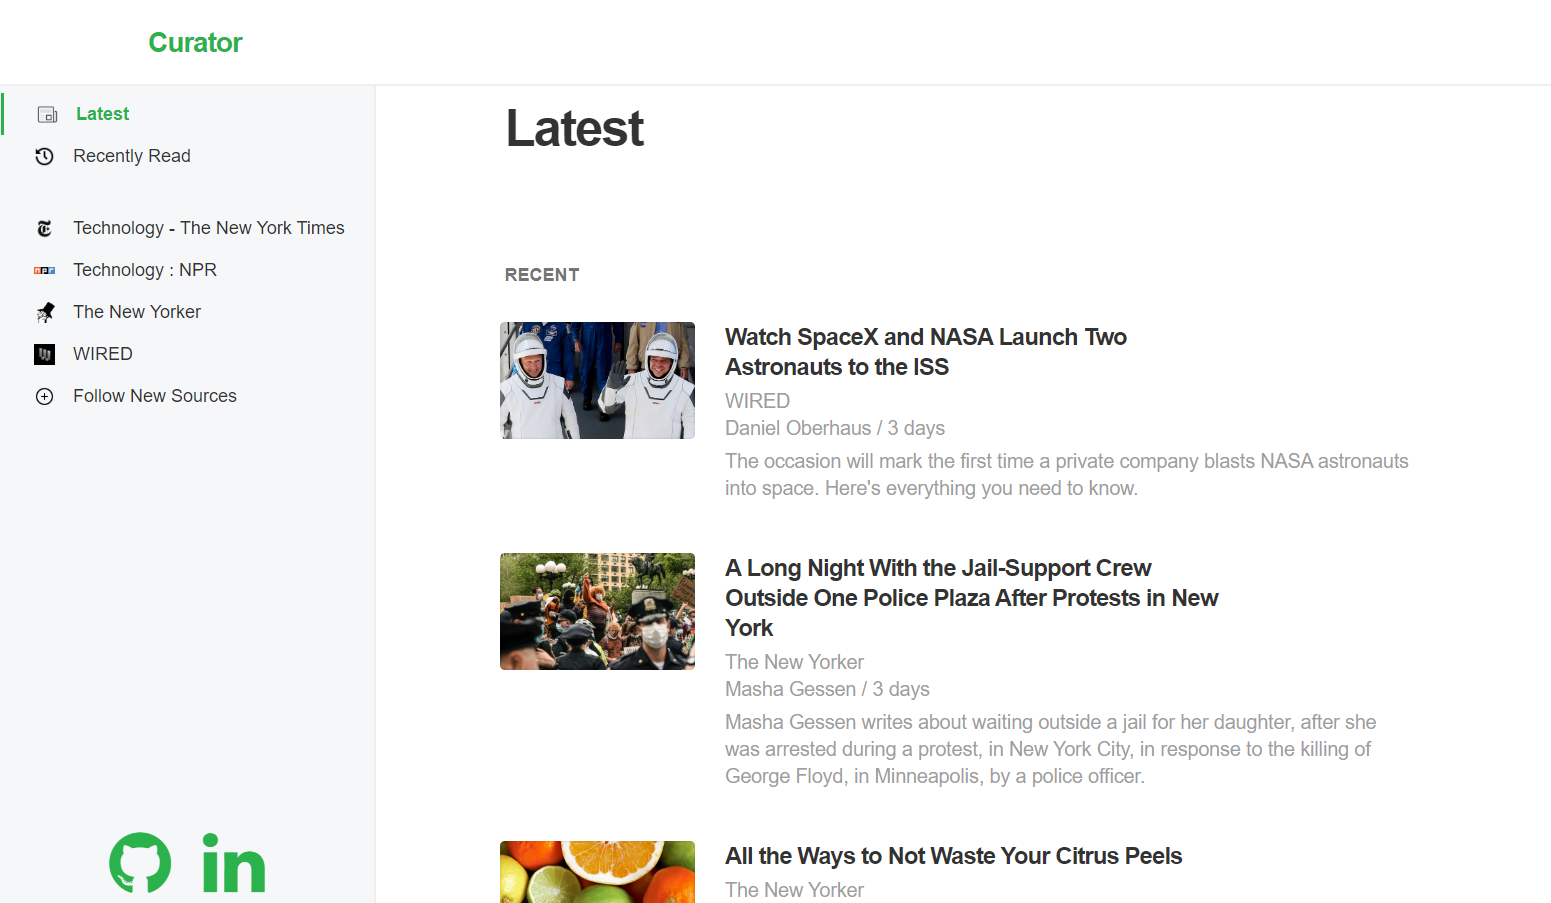 Curator
Latest
Recently Read
Technology - The New York Times
Technology : NPR
The New Yorker
WIRED
Follow New Sources
Latest
RECENT
Watch SpaceX and NASA Launch Two
Astronauts to the ISS
WIRED
Daniel Oberhaus / 3 days
The occasion will mark the first time a private company blasts NASA astronauts
into space. Here's everything you need to know.
A Long Night With the Jail-Support Crew
Outside One Police Plaza After Protests in New
York
The New Yorker
Masha Gessen / 3 days
Masha Gessen writes about waiting outside a jail for her daughter, after she
was arrested during a protest, in New York City, in response to the killing of
George Floyd, in Minneapolis, by a police officer.
All the Ways to Not Waste Your Citrus Peels
The New Yorker
in